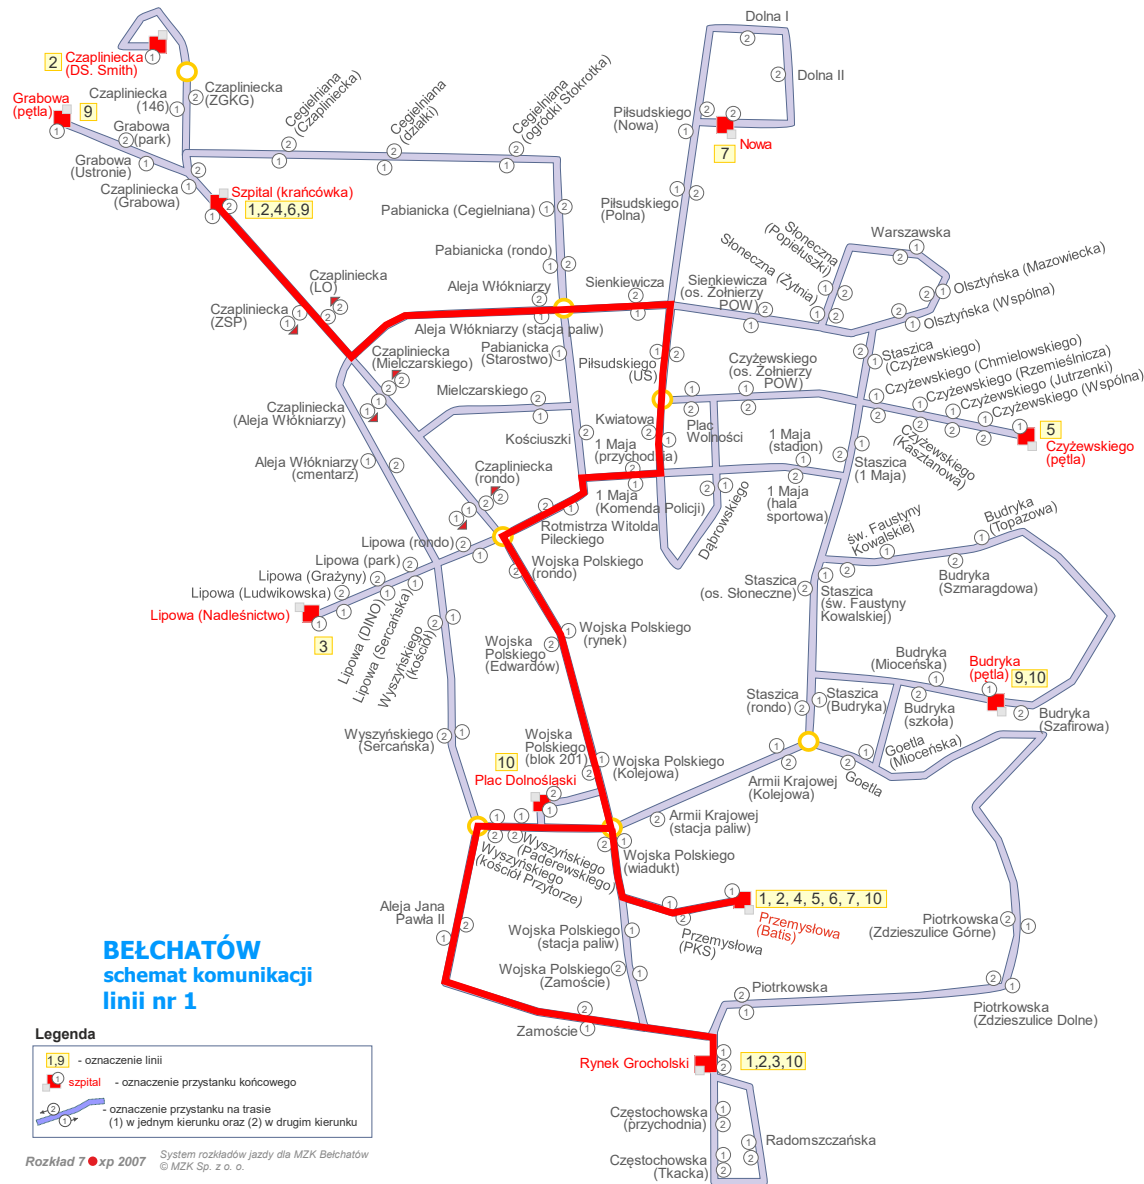 Dolna I
Dolna II
2
Czapliniecka
(DS. Smith)
Grabowa
(pętla)
9
Czapliniecka
(146)
Czapliniecka
(ZGKG)
Grabowa
(park)
Grabowa
(Ustronie)
Czapliniecka
(Grabowa)
Cegielniana
(Czapliniecka)
Cegielniana
(działki)
Cegielniana
(ogródki Stokrotka)
Piłsudskiego
(Nowa)
7
Nowa
Szpital (krańcówka)
1,2,4,6,9
Pabianicka (Cegielniana)
Piłsudskiego
(Polna)
Pabianicka (rondo)
Słoneczna
(Popiełuszki)
Słoneczna (Żytnia)
Warszawska
Olsztyńska (Mazowiecka)
Olsztyńska (Wspólna)
Czapliniecka
(LO)
Czapliniecka
(ZSP)
Aleja Włókniarzy
Sienkiewicza
Sienkiewicza
(os. Żołnierzy
POW)
Aleja Włókniarzy (stacja paliw)
Pabianicka
(Starostwo)
Czapliniecka
(Mielczarskiego)
Piłsudskiego
(US)
Czyżewskiego
(os. Żołnierzy
POW)
Staszica
(Czyżewskiego)
Czyżewskiego (Chmielowskiego)
Czyżewskiego (Rzemieślnicza)
Czyżewskiego (Jutrzenki)
Czyżewskiego (Wspólna)
Czyżewskiego
(Kasztanowa)
5
Czyżewskiego
(pętla)
Mielczarskiego
Czapliniecka
(Aleja Włókniarzy)
Kwiatowa
Plac
Wolności
Kościuszki
1 Maja
(przychodnia)
1 Maja
(stadion)
Staszica
(1 Maja)
Aleja Włókniarzy
(cmentarz)
Czapliniecka
(rondo)
1 Maja
(Komenda Policji)
Dąbrowskiego
1 Maja
(hala
sportowa)
Rotmistrza Witolda
Pileckiego
św. Faustyny
Kowalskiej
Budryka
(Topazowa)
Lipowa (rondo)
Lipowa (park)
Lipowa (Grażyny)
Lipowa (Ludwikowska)
Lipowa (Nadleśnictwo)
3
Lipowa (DINO)
Lipowa (Sercańska)
Wyszyńskiego
(kościół)
Wojska Polskiego
(rondo)
Staszica
(os. Słoneczne)
Staszica
(św. Faustyny
Kowalskiej)
Budryka
(Szmaragdowa)
Wojska Polskiego
(rynek)
Wojska
Polskiego
(Edwardów)
Budryka
(Mioceńska)
Budryka
(pętla)
9,10
Staszica
(rondo)
Staszica
(Budryka)
Budryka
(szkoła)
Budryka
(Szafirowa)
Wyszyńskiego
(Sercańska)
Wojska
Polskiego
(blok 201)
Wojska Polskiego
(Kolejowa)
Armii Krajowej
(Kolejowa)
Goetla
Goetla
(Mioceńska)
10
Plac Dolnośląski
Armii Krajowej
(stacja paliw)
Wyszyńskiego
(Paderewskiego)
Wyszyńskiego
(kościół Przytorze)
Wojska Polskiego
(wiadukt)
1, 2, 4, 5, 6, 7, 10
Przemysłowa
(Batis)
Przemysłowa
(PKS)
Aleja Jana
Pawła II
Wojska Polskiego
(stacja paliw)
Wojska Polskiego
(Zamoście)
Piotrkowska
(Zdzieszulice Górne)
Piotrkowska
Piotrkowska
(Zdzieszulice Dolne)
Zamoście
Rynek Grocholski
1,2,3,10
Częstochowska
(przychodnia)
Radomszczańska
Częstochowska
(Tkacka)
BEŁCHATÓW
schemat komunikacji
linii nr 1
Legenda
1,9 - oznaczenie linii
szpital - oznaczenie przystanku końcowego
- oznaczenie przystanku na trasie
(1) w jednym kierunku oraz (2) w drugim kierunku
Rozkład 7 xp 2007
System rozkładów jazdy dla MZK Bełchatów
© MZK Sp. z o. o.